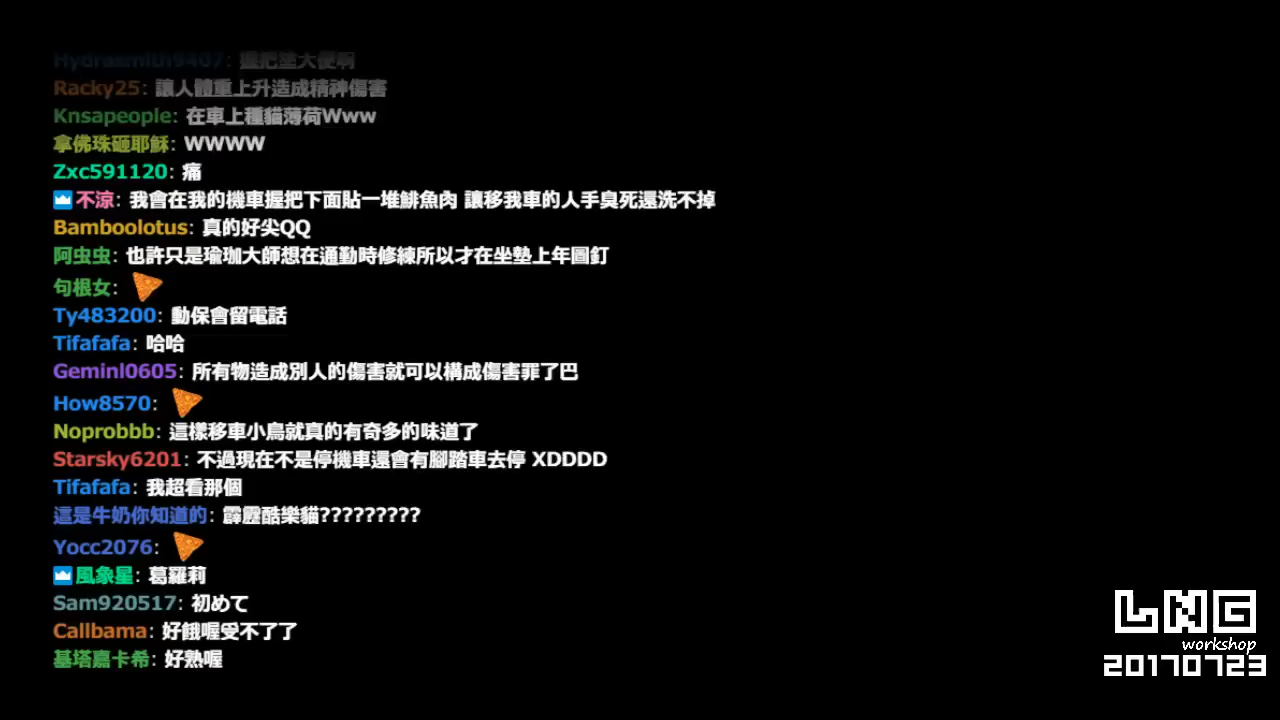 Hydrasmith9407: 握把塗大便啊
Racky25: 讓人體重上升造成精神傷害
Knsapeople: 在車上種貓薄荷Www
拿佛珠砸耶穌: WWWW
Zxc591120: 痛
不涼: 我會在我的機車握把下面貼一堆鯡魚肉 讓移我車的人手臭死還洗不掉
Bamboolotus: 真的好尖QQ
阿虫虫: 也許只是瑜珈大師想在通勤時修練所以才在坐墊上年圖釘
句根女:
Ty483200: 動保會留電話
Tifafafa: 哈哈
Geminl0605: 所有物造成別人的傷害就可以構成傷害罪了巴
How8570:
Noprobbb: 這樣移車小鳥就真的有奇多的味道了
Starsky6201: 不過現在不是停機車還會有腳踏車去停 XDDDD
Tifafafa: 我超看那個
這是牛奶你知道的: 霹靂酷樂貓?????????
Yocc2076:
風象星: 葛羅莉
Sam920517: 初めて
Callbama: 好餓喔受不了了
基塔嘉卡希: 好熟喔
LNG
workshop
20170723